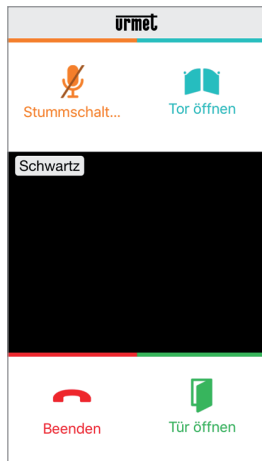 urmet
Stummschalt...
Tor öffnen
Schwartz
Beenden
Tür öffnen